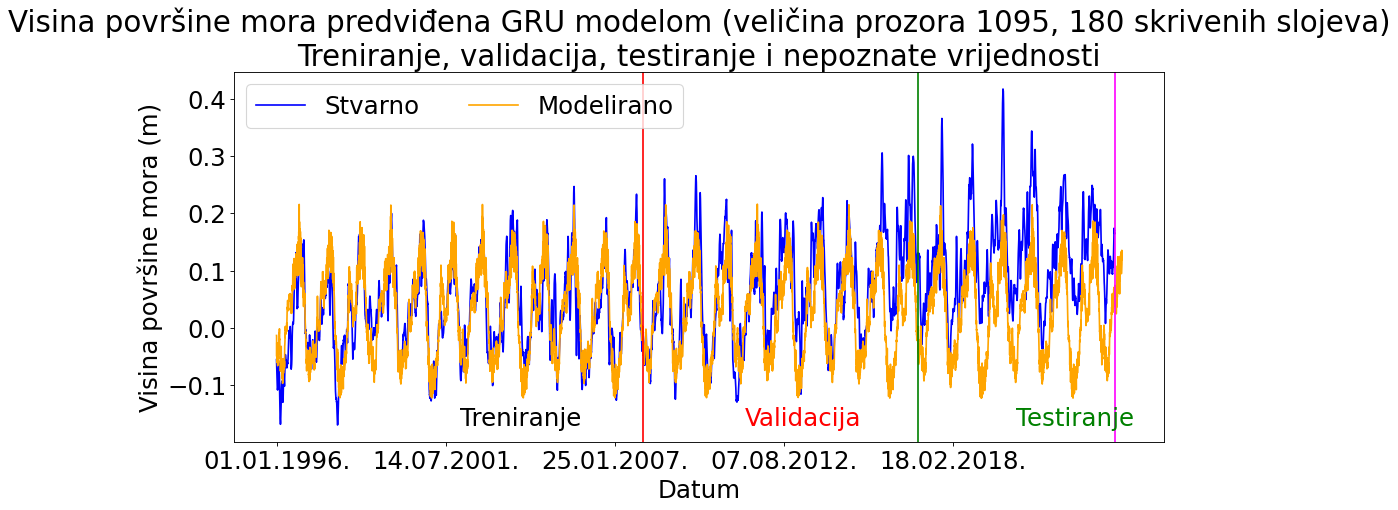 Visina površine mora predviđena GRU modelom (veličina prozora 1095, 180 skrivenih slojeva)
Treniranje, validacija, testiranje i nepoznate vrijednosti
Stvarno Modelirano
Visina površine mora (m)
0.4
0.3
0.2
0.1
0.0
−0.1
Treniranje Validacija Testiranje
01.01.1996. 14.07.2001. 25.01.2007. 07.08.2012. 18.02.2018.
Datum